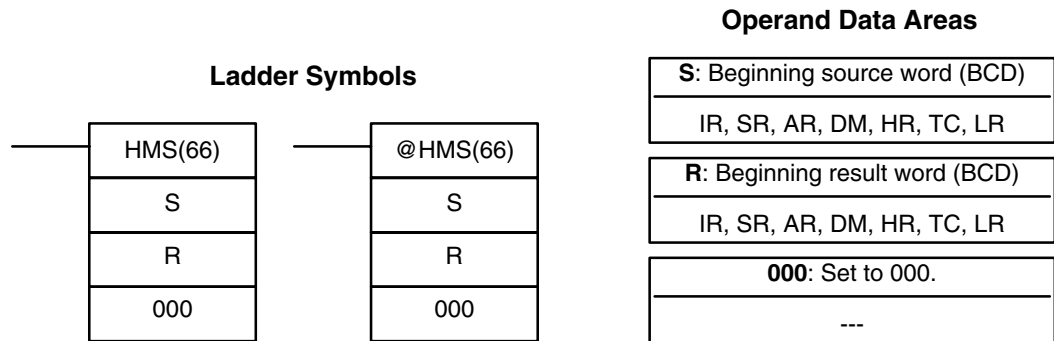 Ladder Symbols
HMS(66)
S
R
000
@HMS(66)
S
R
000
Operand Data Areas
S: Beginning source word (BCD)
IR, SR, AR, DM, HR, TC, LR
R: Beginning result word (BCD)
IR, SR, AR, DM, HR, TC, LR
000: Set to 000.
---